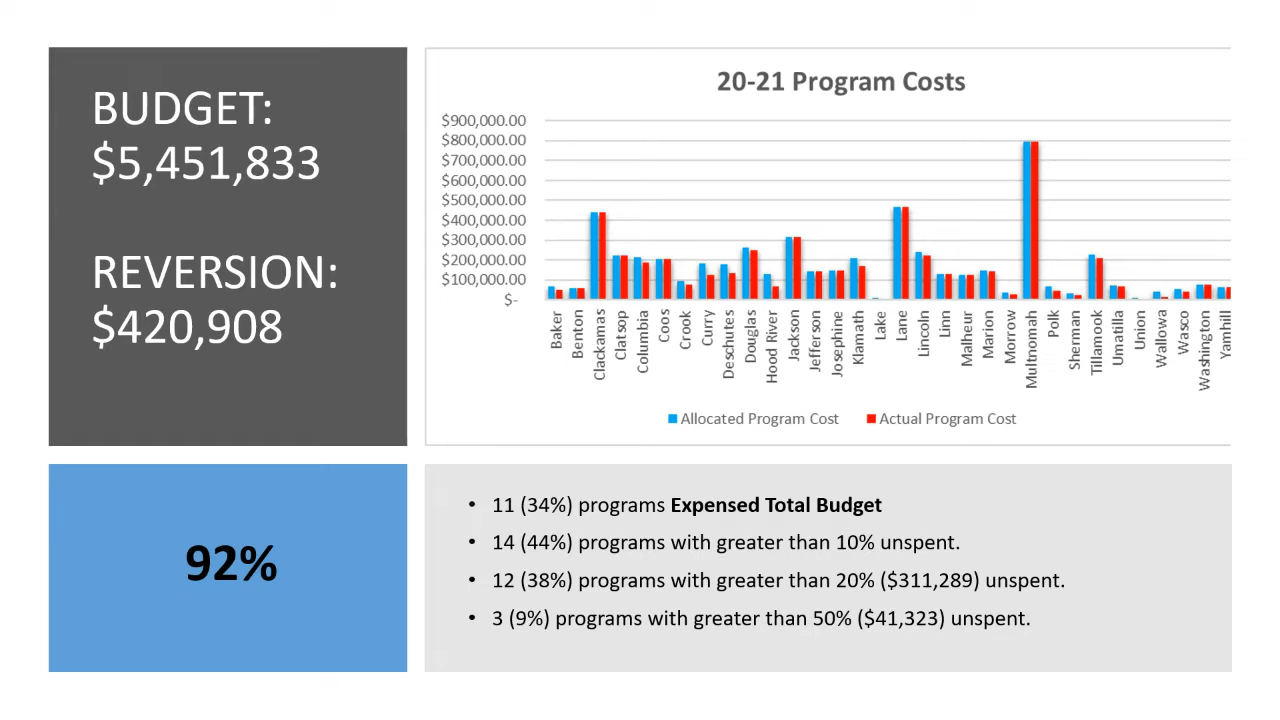 BUDGET:
$5,451,833
REVERSION:
$420,908
20-21 Program Costs
$900,000.00
$800,000.00
$700,000.00
$600,000.00
$500,000.00
$400,000.00
$300,000.00
$200,000.00
$100,000.00
$-
Baker
Benton
Clackamas
Clatsop
Columbia
Coos
Crook
Curry
Deschutes
Douglas
Hood River
Jackson
Jefferson
Josephine
Klamath
Lake
Lane
Lincoln
Linn
Malheur
Marion
Morrow
Multnomah
Polk
Sherman
Tillamook
Umatilla
Union
Wallowa
Wasco
Washington
Yamhill
Allocated Program Cost
Actual Program Cost
92%
• 11 (34%) programs Expensed Total Budget
• 14 (44%) programs with greater than 10% unspent.
• 12 (38%) programs with greater than 20% ($311,289) unspent.
• 3 (9%) programs with greater than 50% ($41,323) unspent.